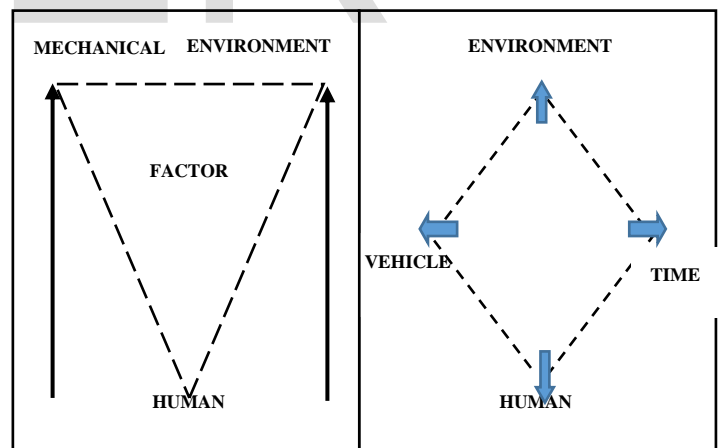 MECHANICAL ENVIRONMENT
FACTOR
HUMAN
ENVIRONMENT
VEHICLE
TIME
HUMAN